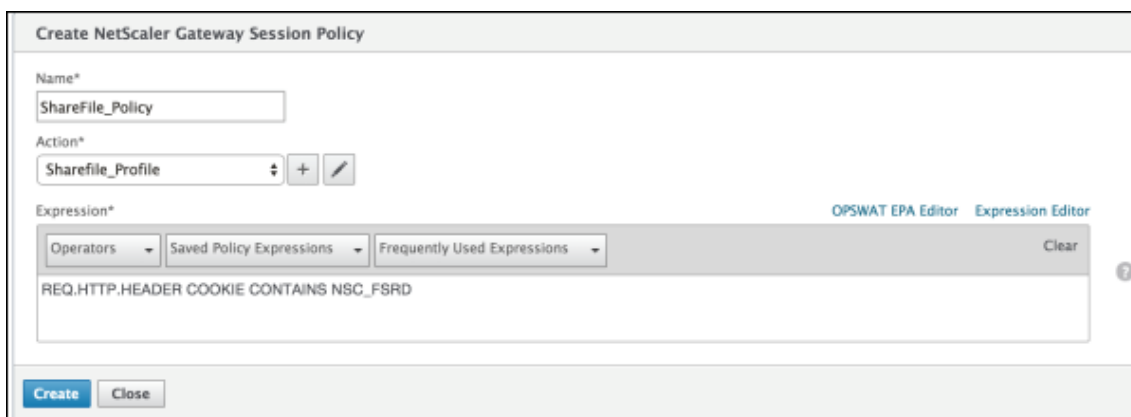 Create NetScaler Gateway Session Policy
Name*
ShareFile_Policy
Action*
Sharefile_Profile +
Expression* OPSWAT EPA Editor Expression Editor
Operators Saved Policy Expressions Frequently Used Expressions Clear
?
REQ.HTTP.HEADER COOKIE CONTAINS NSC_FSRD
Create Close